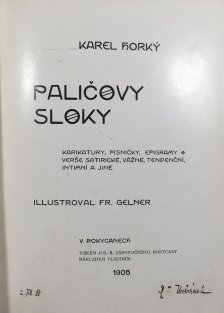 KAREL HORKÝ
PALIČOVY
SLOKY
KARIKATURY, PÍSNIČKY, EPIGRAMY •
VERŠE SATIRICKÉ, VÁŽNÉ, TENDENČNÍ,
INTIMNÍ A JINÉ.
ILLUSTROVAL FR. GELNER
V ROKYCANECH
TISKEM JOS. B. ZÁPOTOČNÉHO, ROKYCANY
NÁKLADEM VLASTNÍM
1905
Urbánek